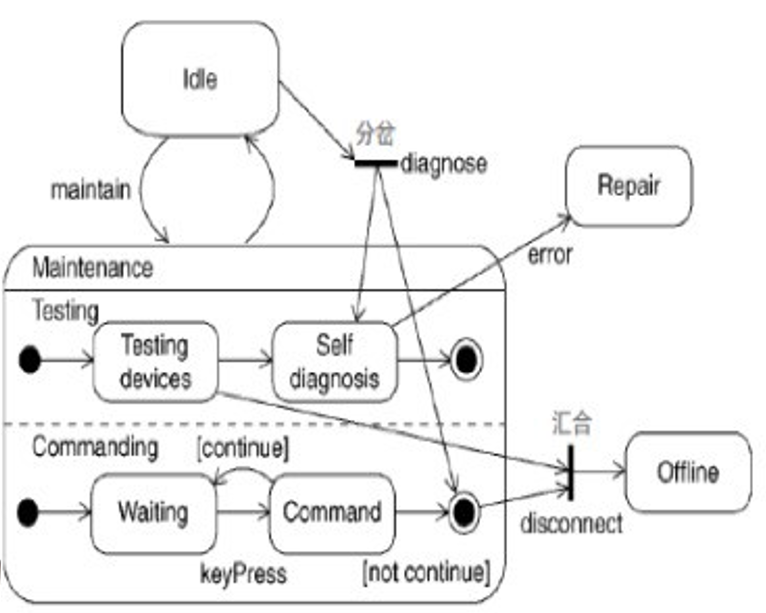 Idle
分岔
diagnose
maintain
Repair
error
Maintenance
Testing
Testing
devices
Self
diagnosis
汇合
Commanding
[continue]
Offline
Waiting
Command
disconnect
keyPress
[not continue]